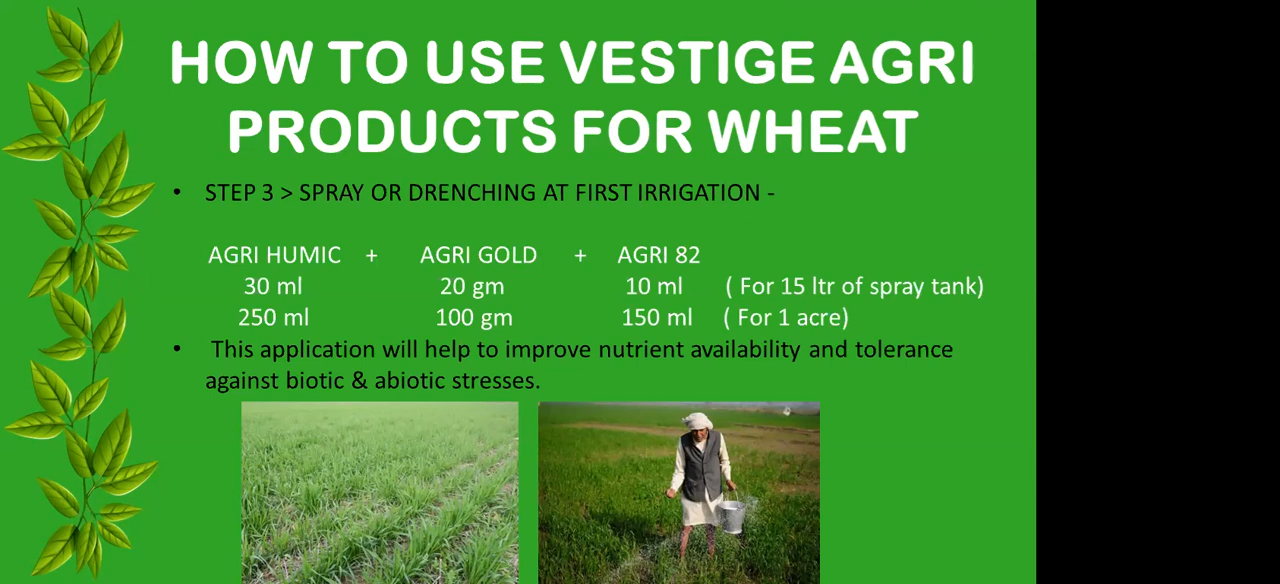 HOW TO USE VESTIGE AGRI
PRODUCTS FOR WHEAT
• STEP 3 > SPRAY OR DRENCHING AT FIRST IRRIGATION -
AGRI HUMIC + AGRI GOLD + AGRI 82
30 ml 20 gm 10 ml ( For 15 ltr of spray tank)
250 ml 100 gm 150 ml ( For 1 acre)
• This application will help to improve nutrient availability and tolerance
against biotic & abiotic stresses.